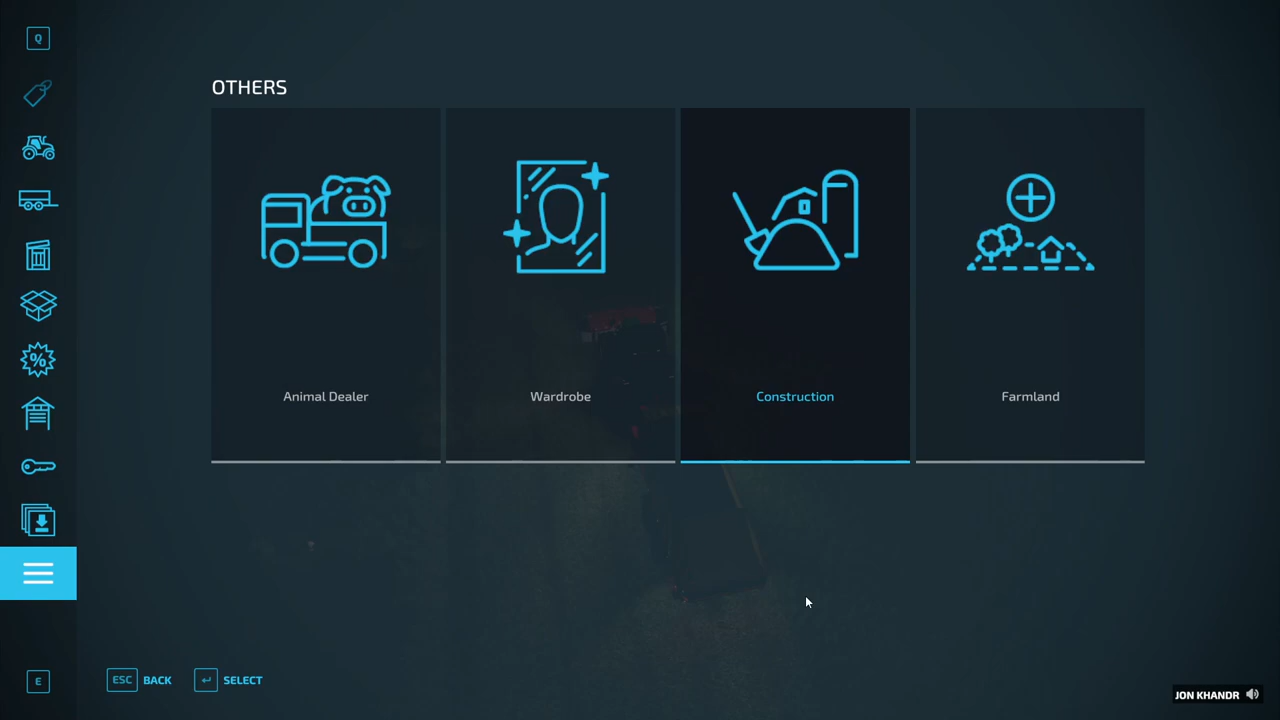 Q
OTHERS
%
Animal Dealer
Wardrobe
Construction
Farmland
E
ESC BACK
↵ SELECT
JON KHANDR